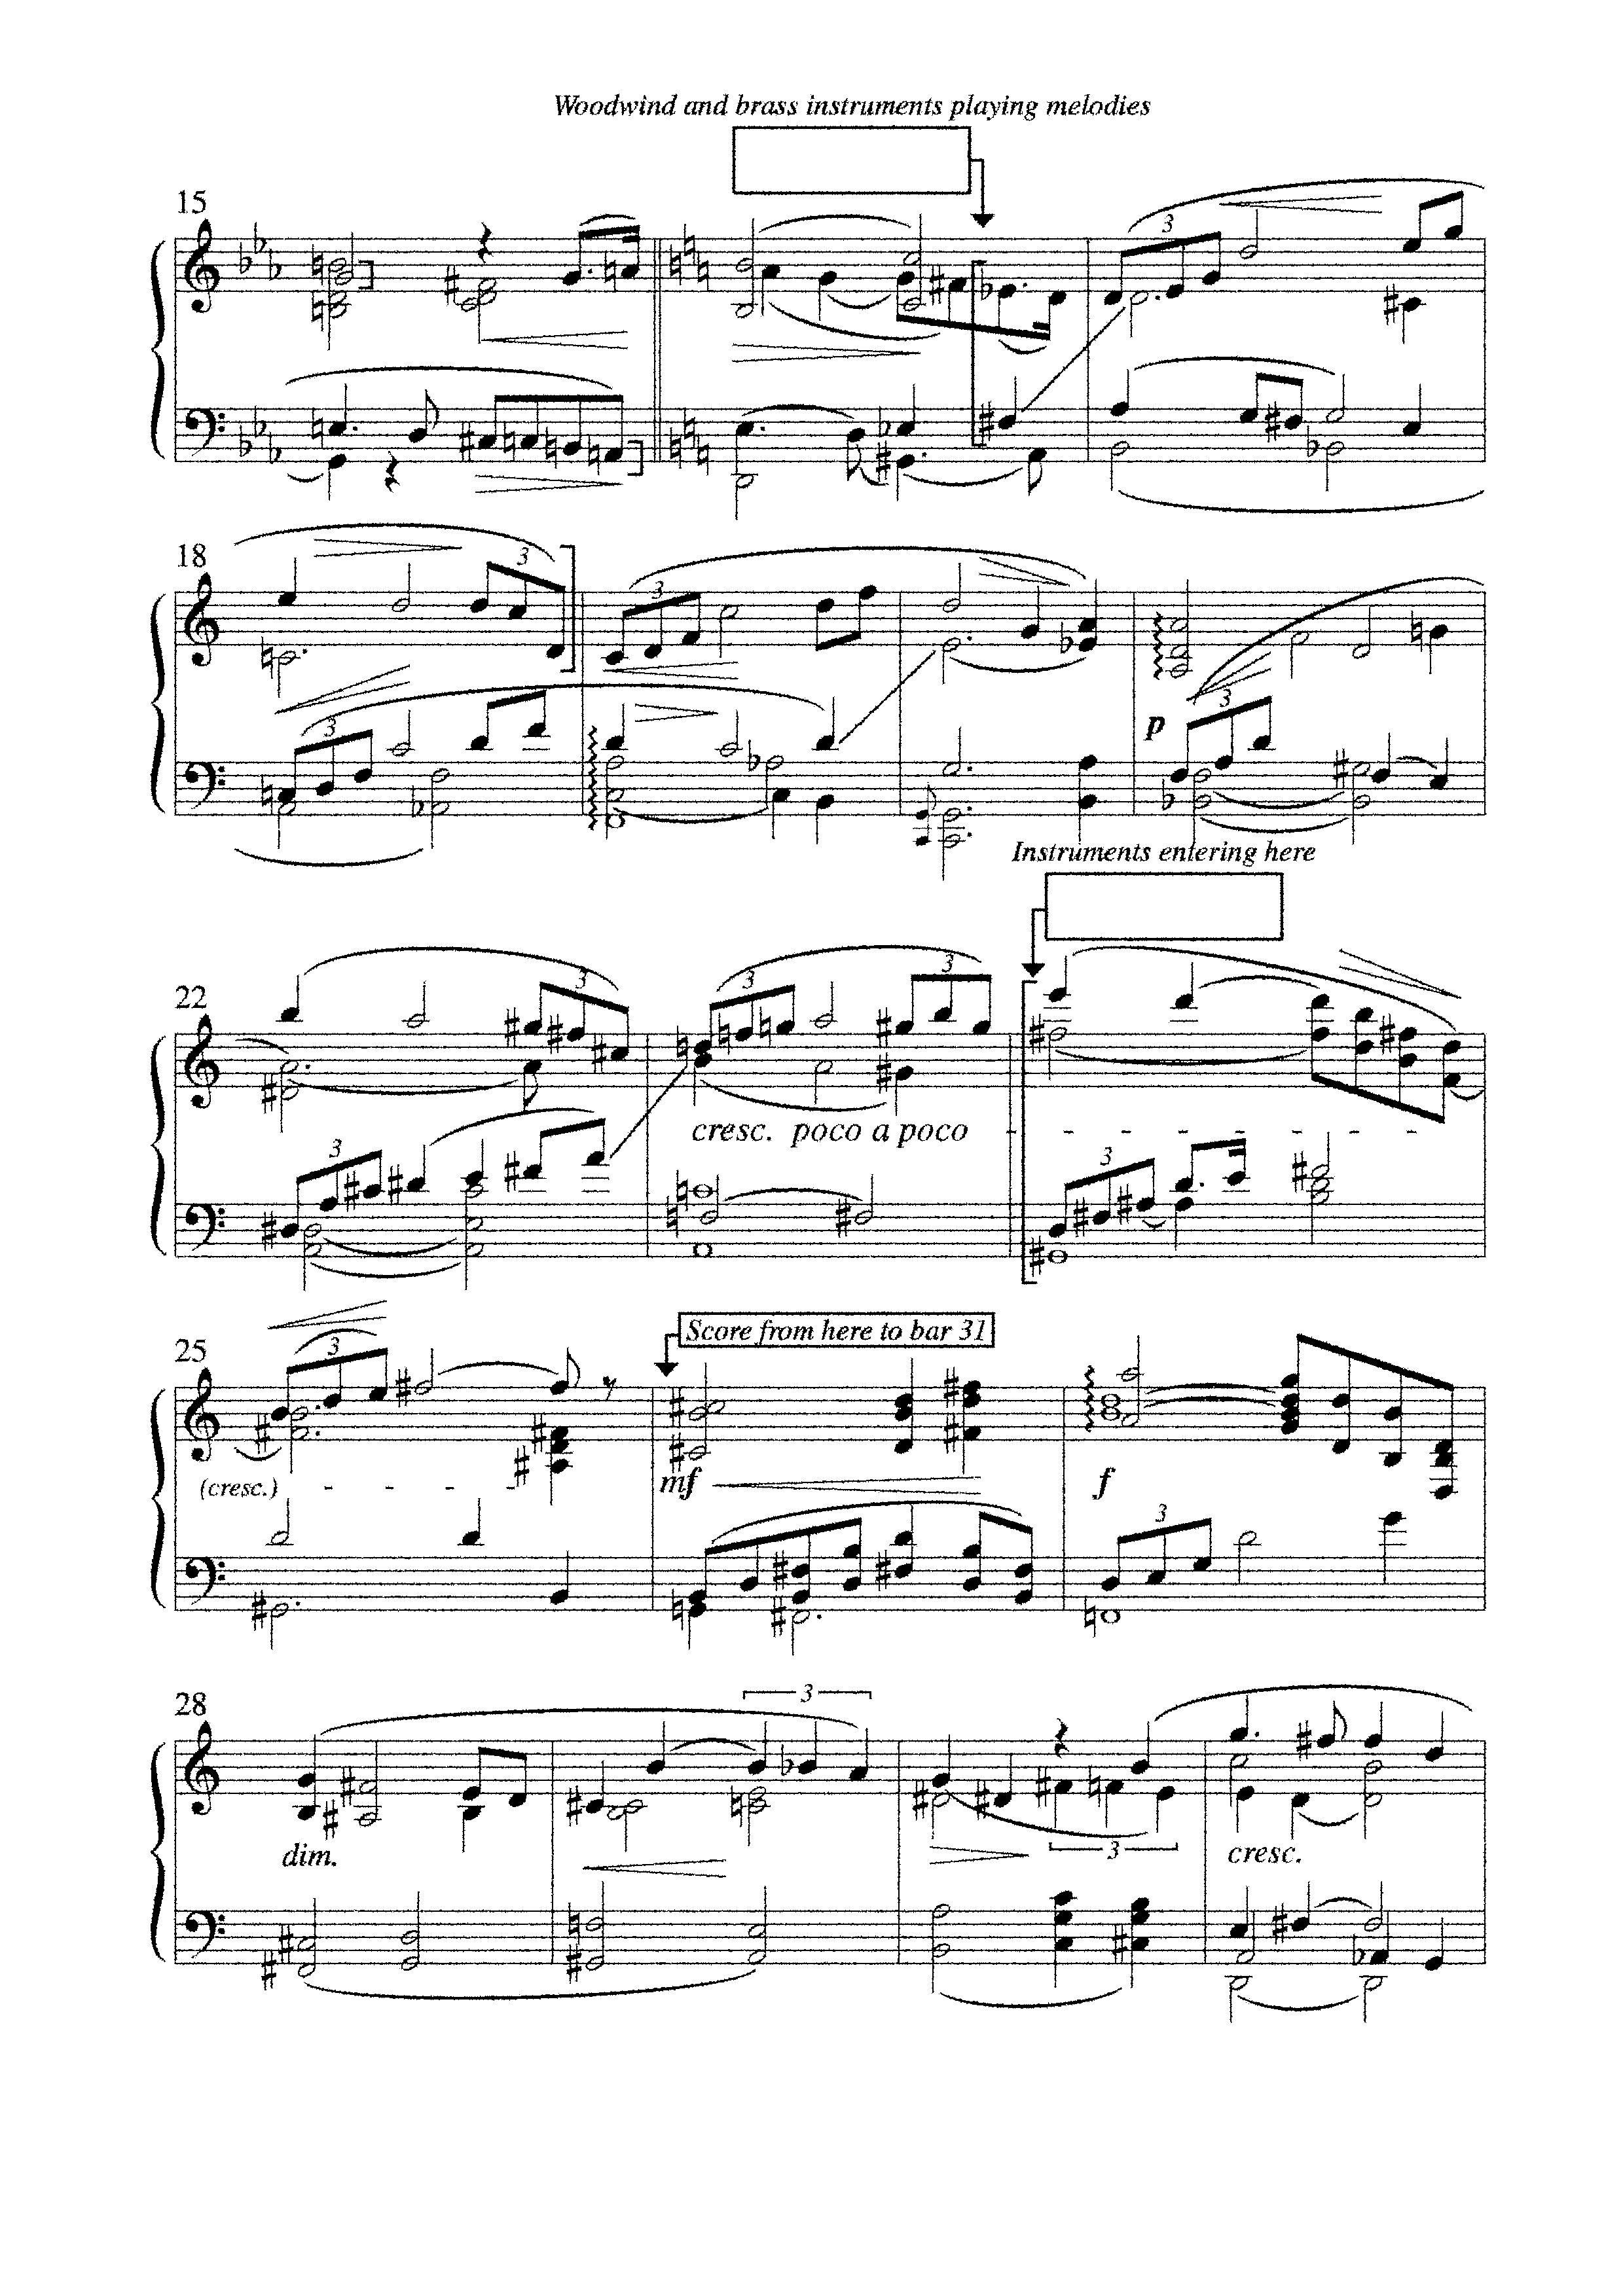 Woodwind and brass instruments playing melodies
15
3
18
3
3
3
3
p
Instruments entering here
22
3
3
3
3
cresc. poco a poco
3
25
3
Score from here to bar 31
(cresc.)
mf
f
3
28
3
dim.
3
cresc.